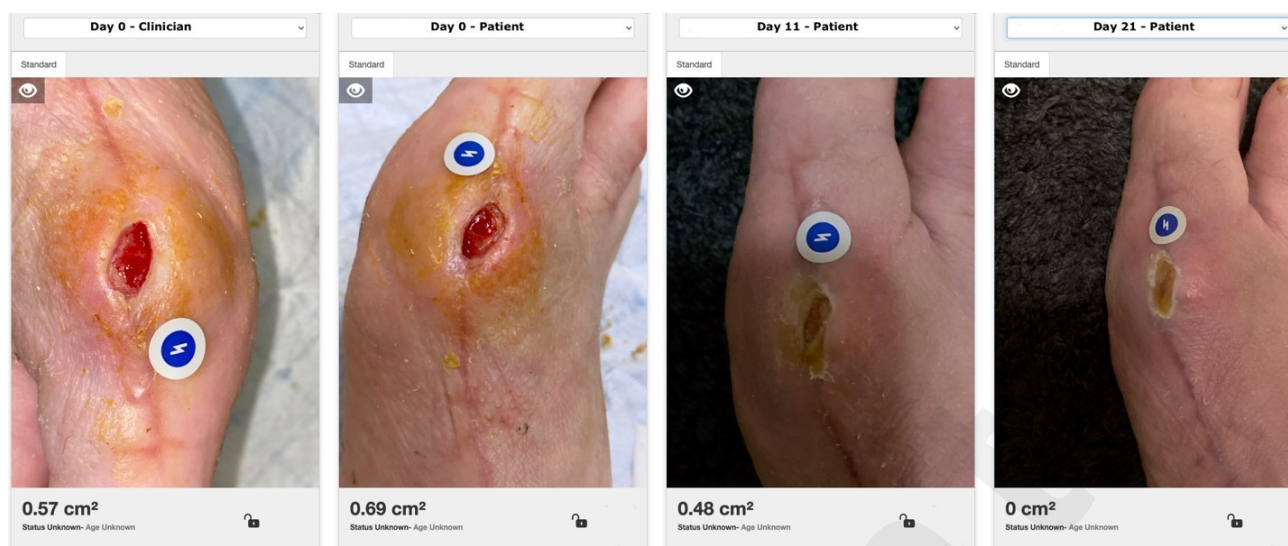 Day 0 - Clinician
Standard
0.57 cm²
Status Unknown- Age Unknown
Day 0 - Patient
0.69 cm²
Status Unknown- Age Unknown
Day 11 - Patient
Standard
0.48 cm²
Status Unknown- Age Unknown
Day 21 - Patient
Standard
0 cm²
Status Unknown- Age Unknown